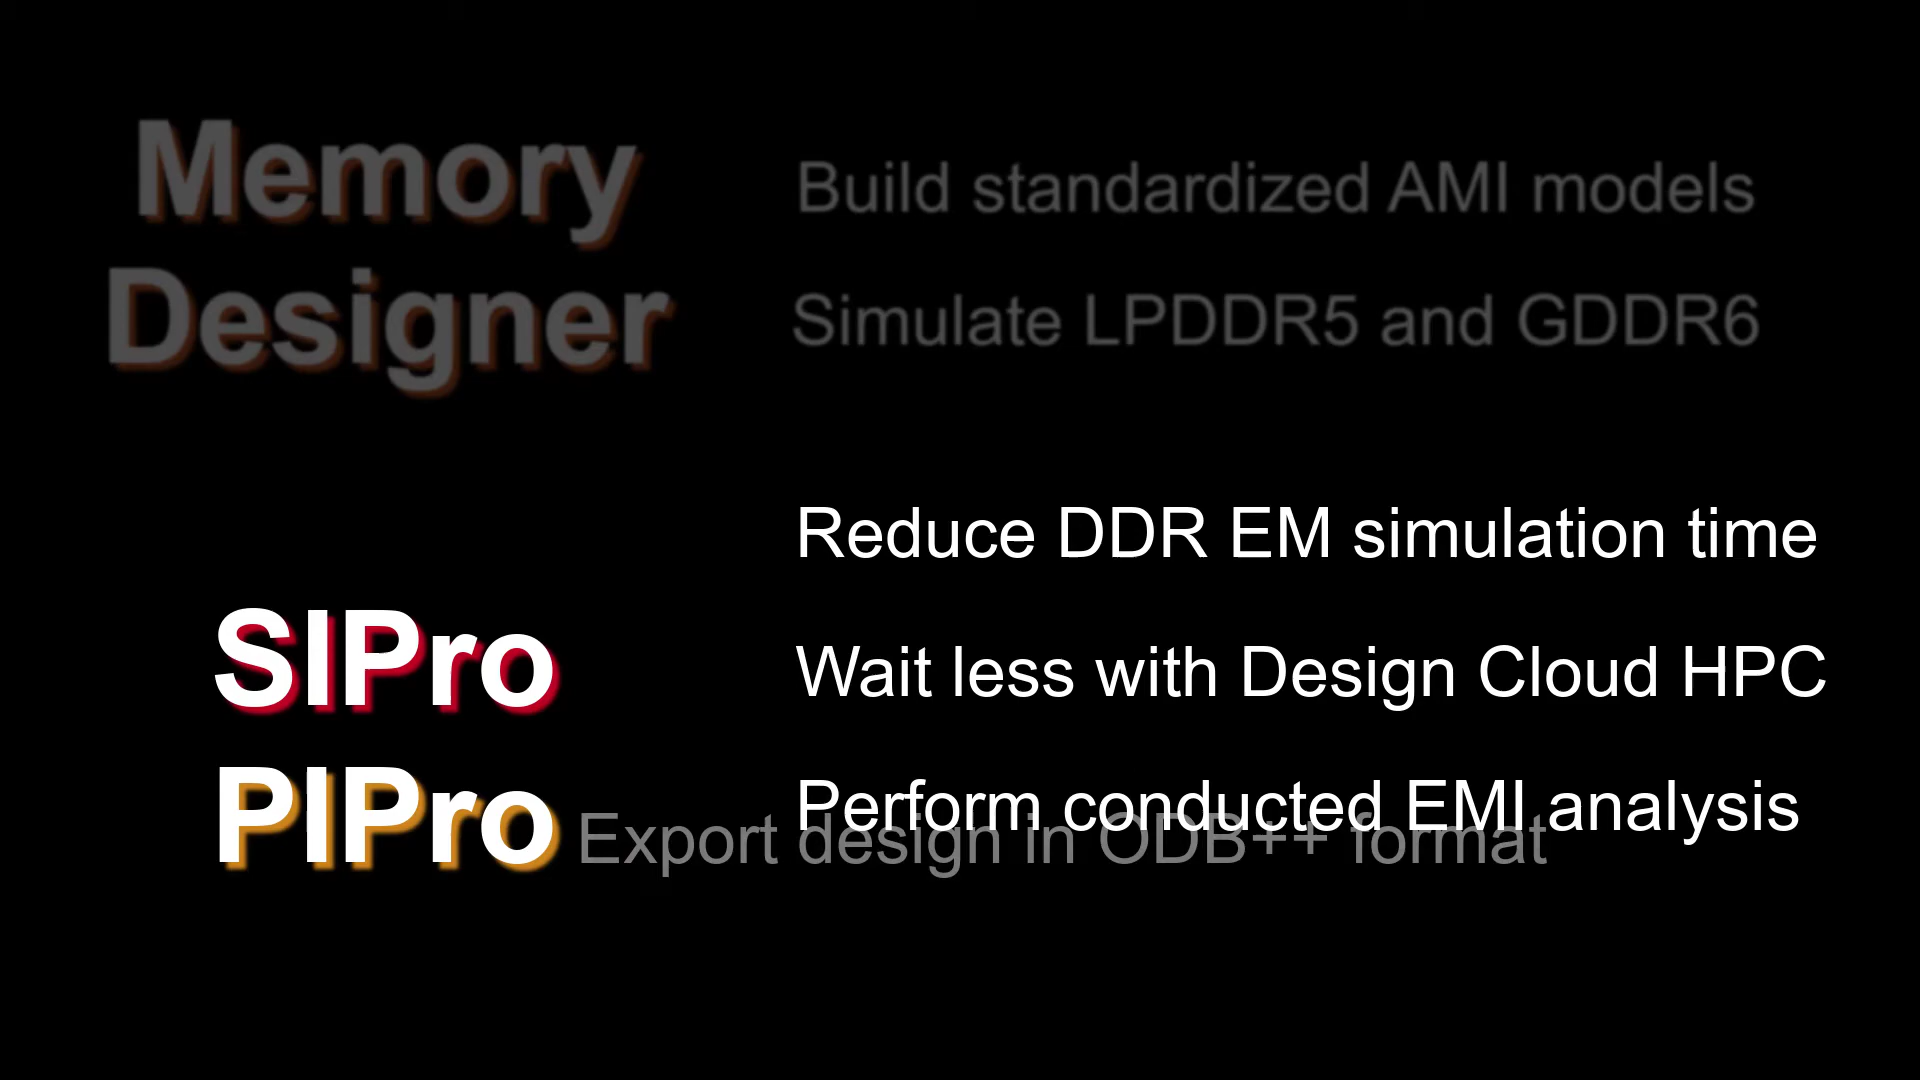 Memory
Designer
Build standardized AMI models
Simulate LPDDR5 and GDDR6
SIPro
PIPro
Reduce DDR EM simulation time
Wait less with Design Cloud HPC
Perform conducted EMI analysis
Export design in ODB++ format